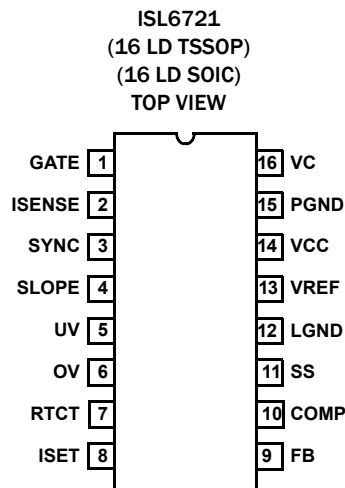 ISL6721
(16 LD TSSOP)
(16 LD SOIC)
TOP VIEW
GATE 1 16 VC
ISENSE 2 15 PGND
SYNC 3 14 VCC
SLOPE 4 13 VREF
UV 5 12 LGND
OV 6 11 SS
RTCT 7 10 COMP
ISET 8 9 FB